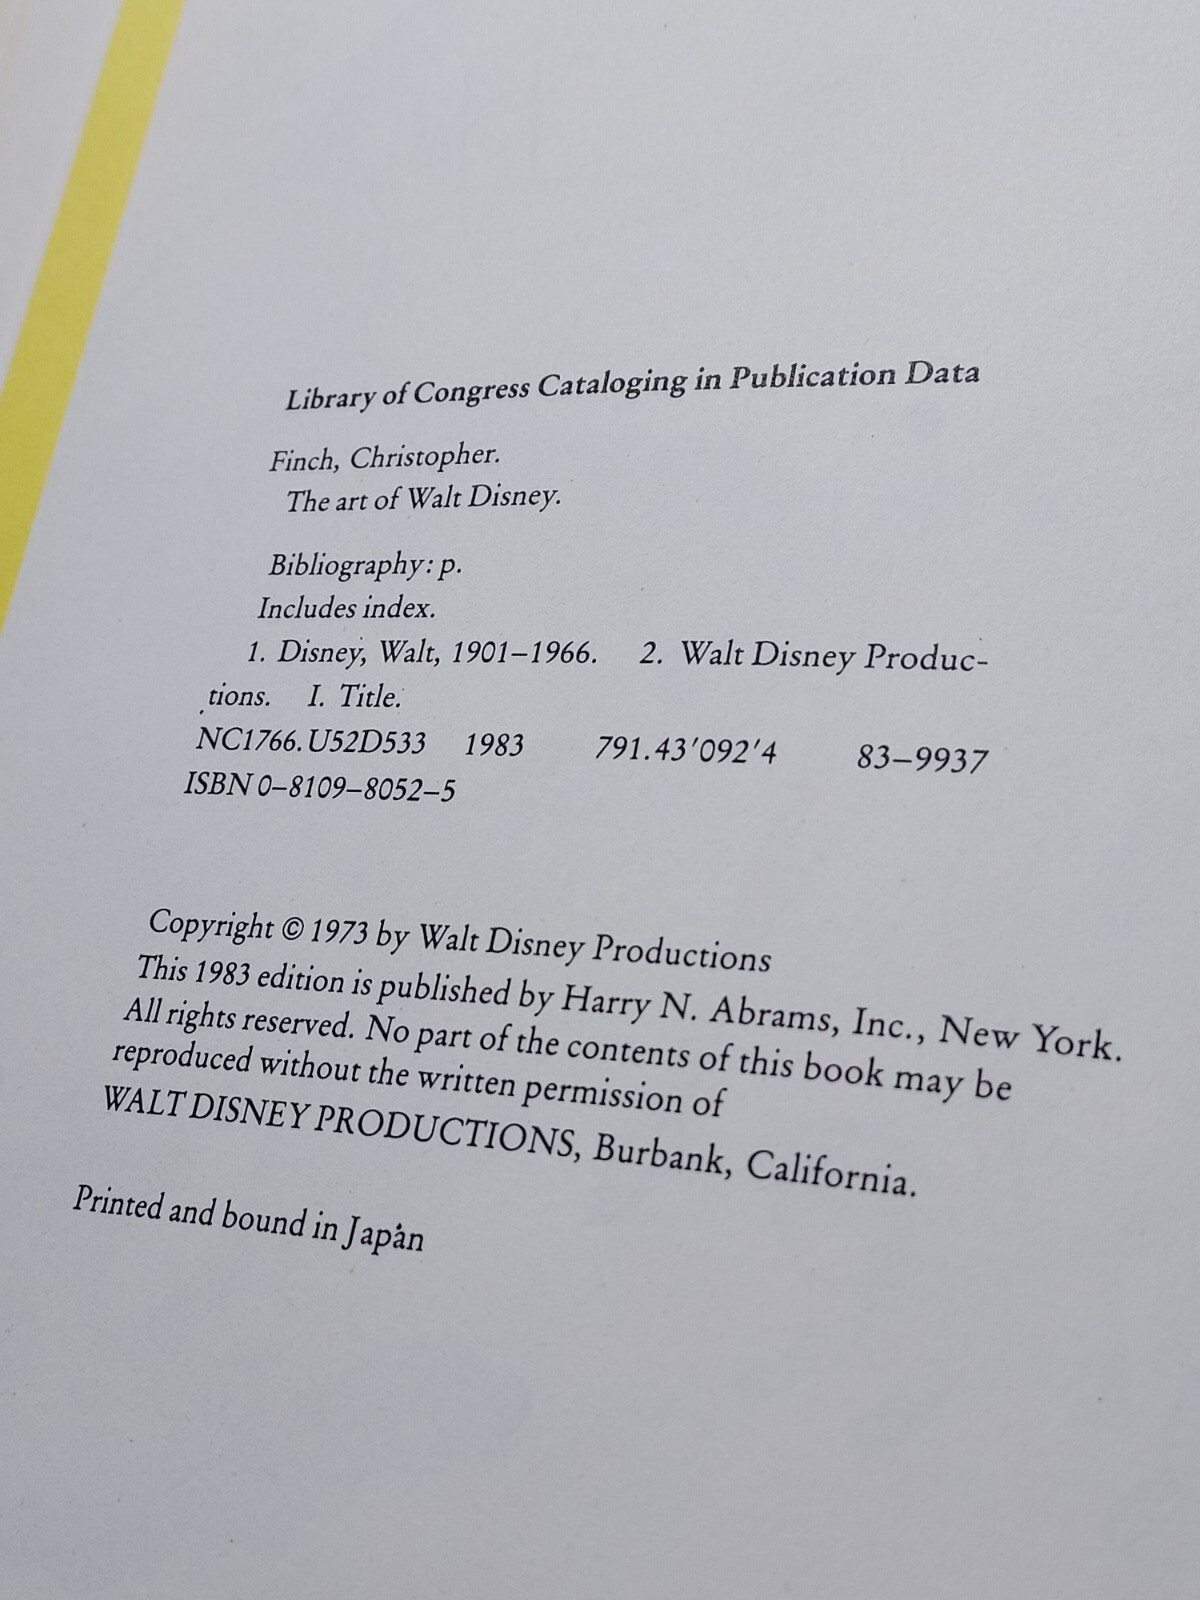 Library of Congress Cataloging in Publication Data
Finch, Christopher.
The art of Walt Disney.
Bibliography: p.
Includes index.
1. Disney, Walt, 1901–1966. 2. Walt Disney Produc-
tions. I. Title.
NC1766.U52D533 1983 791.43'092'4 83–9937
ISBN 0–8109–8052–5
Copyright © 1973 by Walt Disney Productions
This 1983 edition is published by Harry N. Abrams, Inc., New York.
All rights reserved. No part of the contents of this book may be
reproduced without the written permission of
WALT DISNEY PRODUCTIONS, Burbank, California.
Printed and bound in Japan